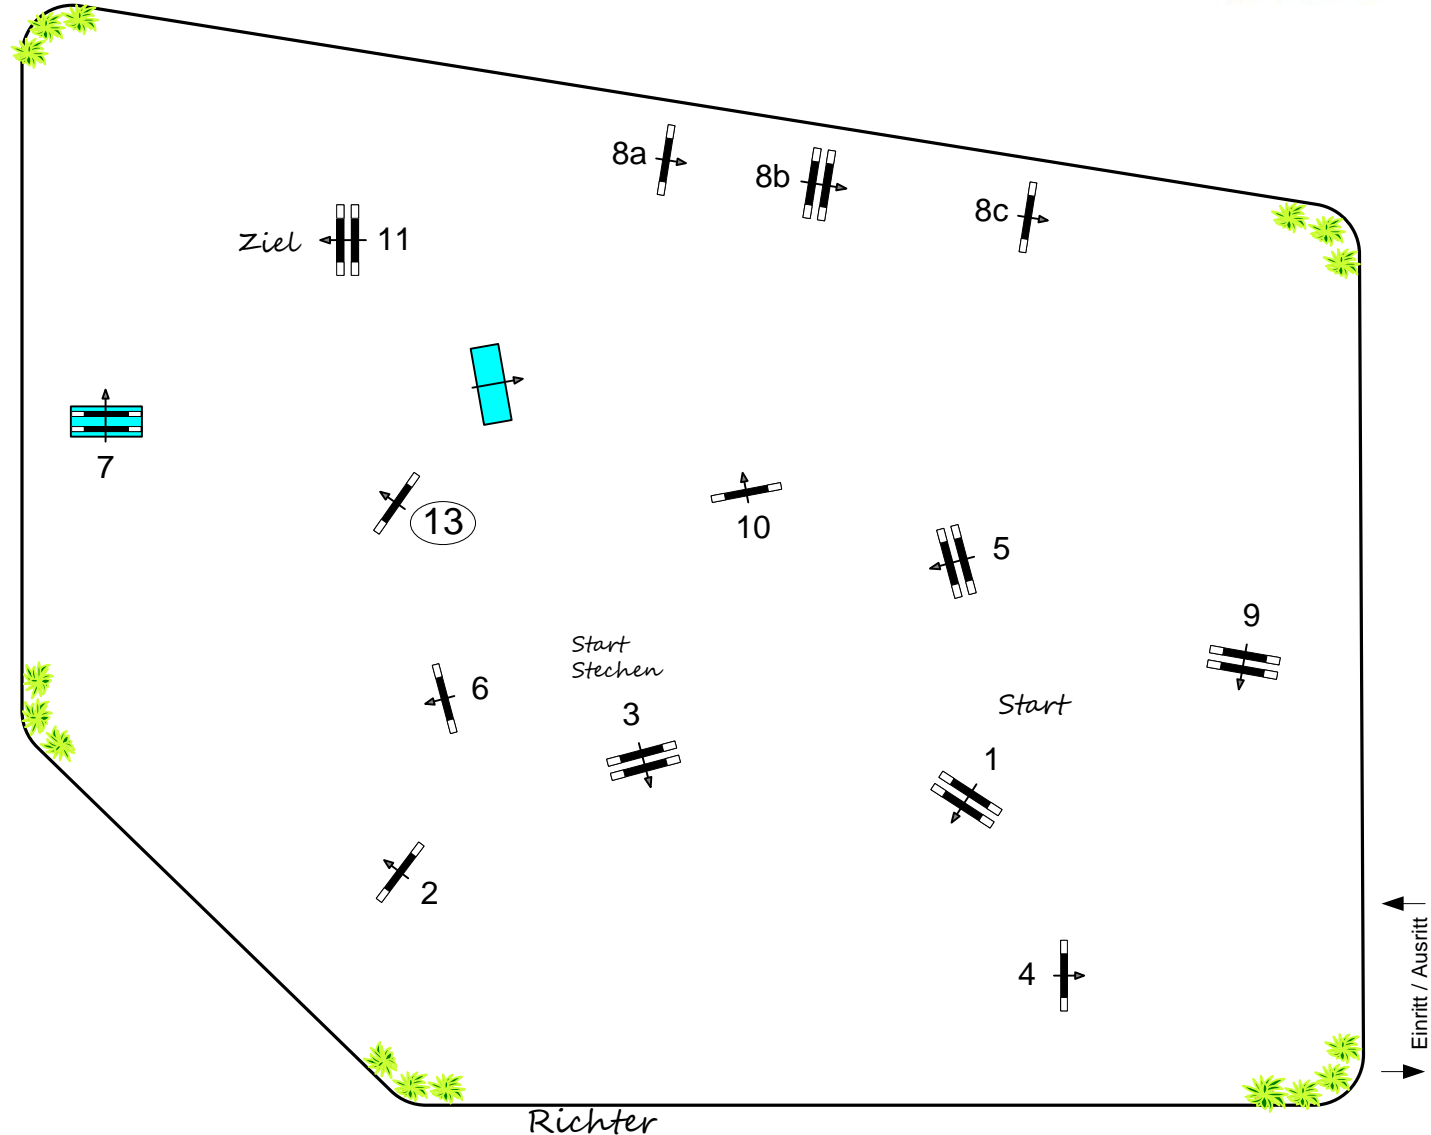 8a
8b
8c
Ziel
11
7
13
10
5
9
Start
Stechen
6
Start
3
1
2
4
Einritt / Ausritt
Richter